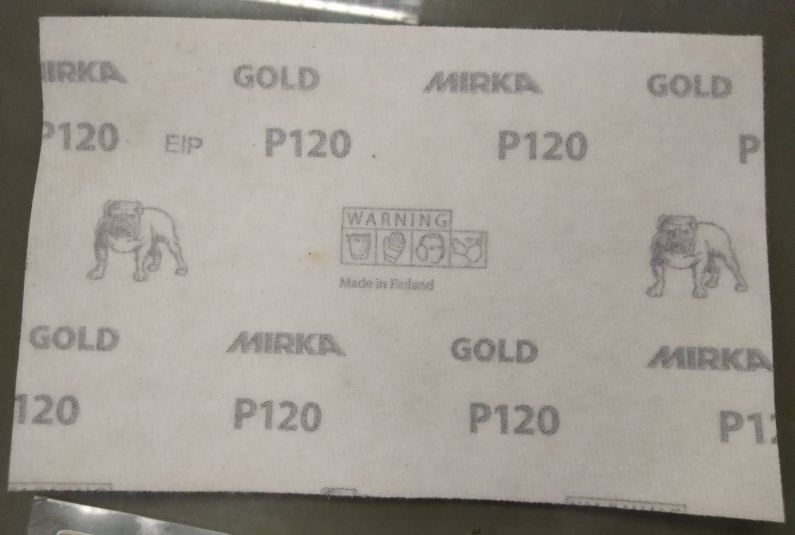 MIRKA GOLD MIRKA GOLD
P120 EIP P120 P120 P
WARNING
Made in Finland
GOLD MIRKA GOLD MIRKA
120 P120 P120 P12